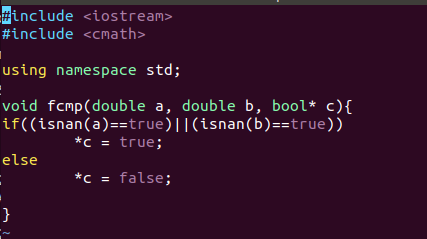 #include <iostream>
#include <cmath>
using namespace std;
void fcmp(double a, double b, bool* c){
if((isnan(a)==true)||(isnan(b)==true))
        *c = true;
else
        *c = false;
}
~